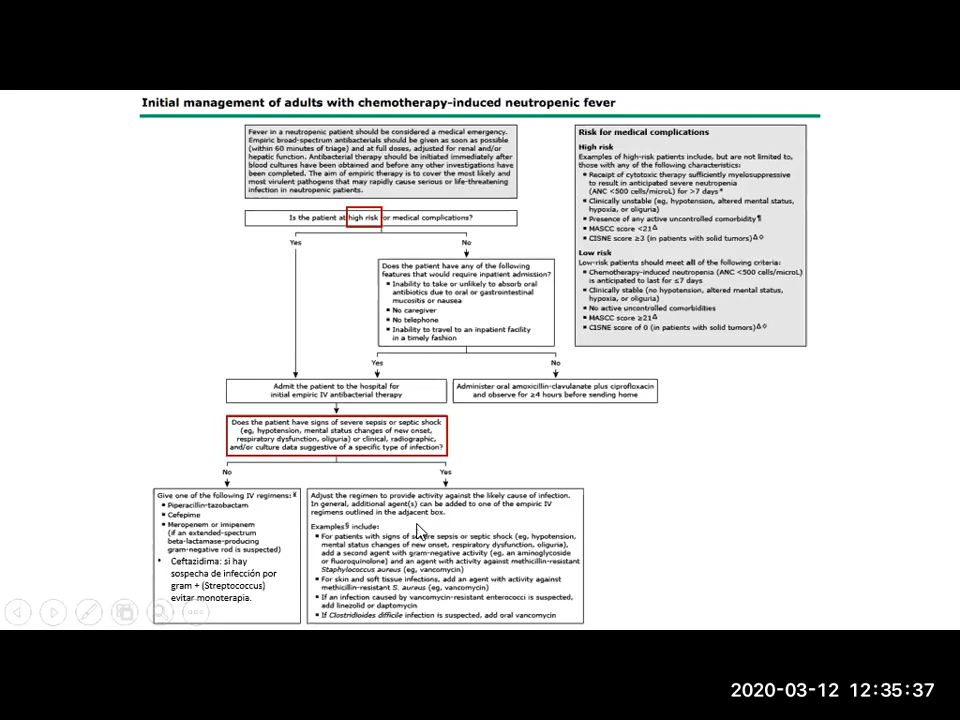 Initial management of adults with chemotherapy-induced neutropenic fever
Fever in a neutropenic patient should be considered a medical emergency.
Empiric broad-spectrum antibacterials should be given as soon as possible
(within 60 minutes of triage) and at full doses, adjusted for renal and/or
hepatic function. Antibacterial therapy should be initiated immediately after
blood cultures have been obtained and before any other investigations have
been completed. The aim of empiric therapy is to cover the most likely and
most virulent pathogens that may rapidly cause serious or life-threatening
infection in neutropenic patients.
Is the patient at high risk for medical complications?
Yes
No
Does the patient have any of the following
features that would require inpatient admission?
▪ Inability to take or unlikely to absorb oral
antibiotics due to oral or gastrointestinal
mucositis or nausea
▪ No caregiver
▪ No telephone
▪ Inability to travel to an inpatient facility
in a timely fashion
Yes
No
Admit the patient to the hospital for
initial empiric IV antibacterial therapy
Administer oral amoxicillin-clavulanate plus ciprofloxacin
and observe for ≥4 hours before sending home
Does the patient have signs of severe sepsis or septic shock
(eg, hypotension, mental status changes of new onset,
respiratory dysfunction, oliguria) or clinical, radiographic,
and/or culture data suggestive of a specific type of infection?
No
Yes
Give one of the following IV regimens:¥
▪ Piperacillin-tazobactam
▪ Cefepime
▪ Meropenem or imipenem
(if an extended-spectrum
beta-lactamase-producing
gram-negative rod is suspected)
• Ceftazidima: si hay
sospecha de infección por
gram + (Streptococcus)
evitar monoterapia.
Adjust the regimen to provide activity against the likely cause of infection.
In general, additional agent(s) can be added to one of the empiric IV
regimens outlined in the adjacent box.
Examples§ include:
▪ For patients with signs of severe sepsis or septic shock (eg, hypotension,
mental status changes of new onset, respiratory dysfunction, oliguria),
add a second agent with gram-negative activity (eg, an aminoglycoside
or fluoroquinolone) and an agent with activity against methicillin-resistant
Staphylococcus aureus (eg, vancomycin)
▪ For skin and soft tissue infections, add an agent with activity against
methicillin-resistant S. aureus (eg, vancomycin)
▪ If an infection caused by vancomycin-resistant enterococci is suspected,
add linezolid or daptomycin
▪ If Clostridioides difficile infection is suspected, add oral vancomycin
Risk for medical complications
High risk
Examples of high-risk patients include, but are not limited to,
those with any of the following characteristics:
▪ Receipt of cytotoxic therapy sufficiently myelosuppressive
to result in anticipated severe neutropenia
(ANC <500 cells/microL) for >7 days*
▪ Clinically unstable (eg, hypotension, altered mental status,
hypoxia, or oliguria)
▪ Presence of any active uncontrolled comorbidity¶
▪ MASCC score <21Δ
▪ CISNE score ≥3 (in patients with solid tumors)Δ◊
Low risk
Low-risk patients should meet all of the following criteria:
▪ Chemotherapy-induced neutropenia (ANC <500 cells/microL)
is anticipated to last for ≤7 days
▪ Clinically stable (no hypotension, altered mental status,
hypoxia, or oliguria)
▪ No active uncontrolled comorbidities
▪ MASCC score ≥21Δ
▪ CISNE score of 0 (in patients with solid tumors)Δ◊
2020-03-12 12:35:37